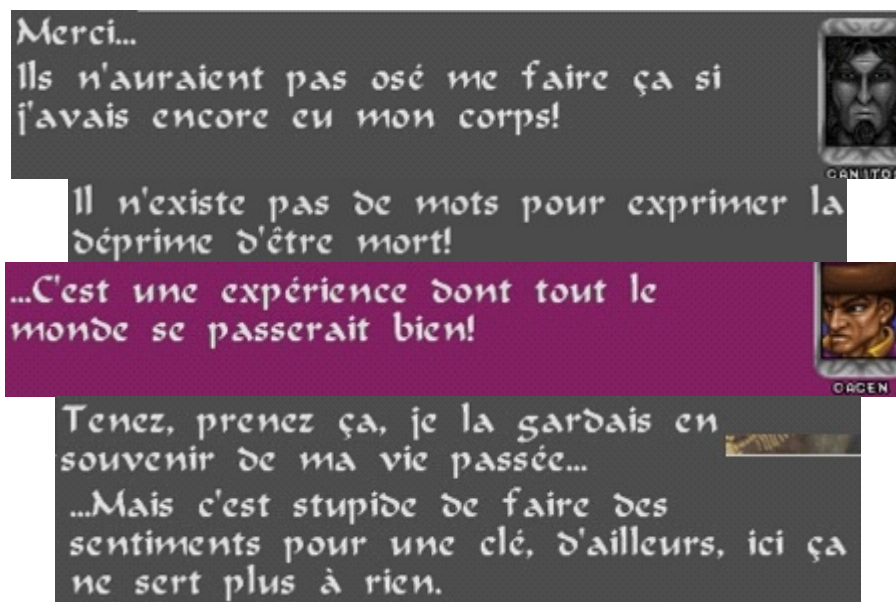 Merci...
Ils n'auraient pas osé me faire ça si
j'avais encore eu mon corps!
CANITOS
Il n'existe pas de mots pour exprimer la
déprime d'être mort!
...C'est une expérience dont tout le
monde se passerait bien!
DAGEN
Tenez, prenez ça, je la gardais en
souvenir de ma vie passée...
...Mais c'est stupide de faire des
sentiments pour une clé, d'ailleurs, ici ça
ne sert plus à rien.